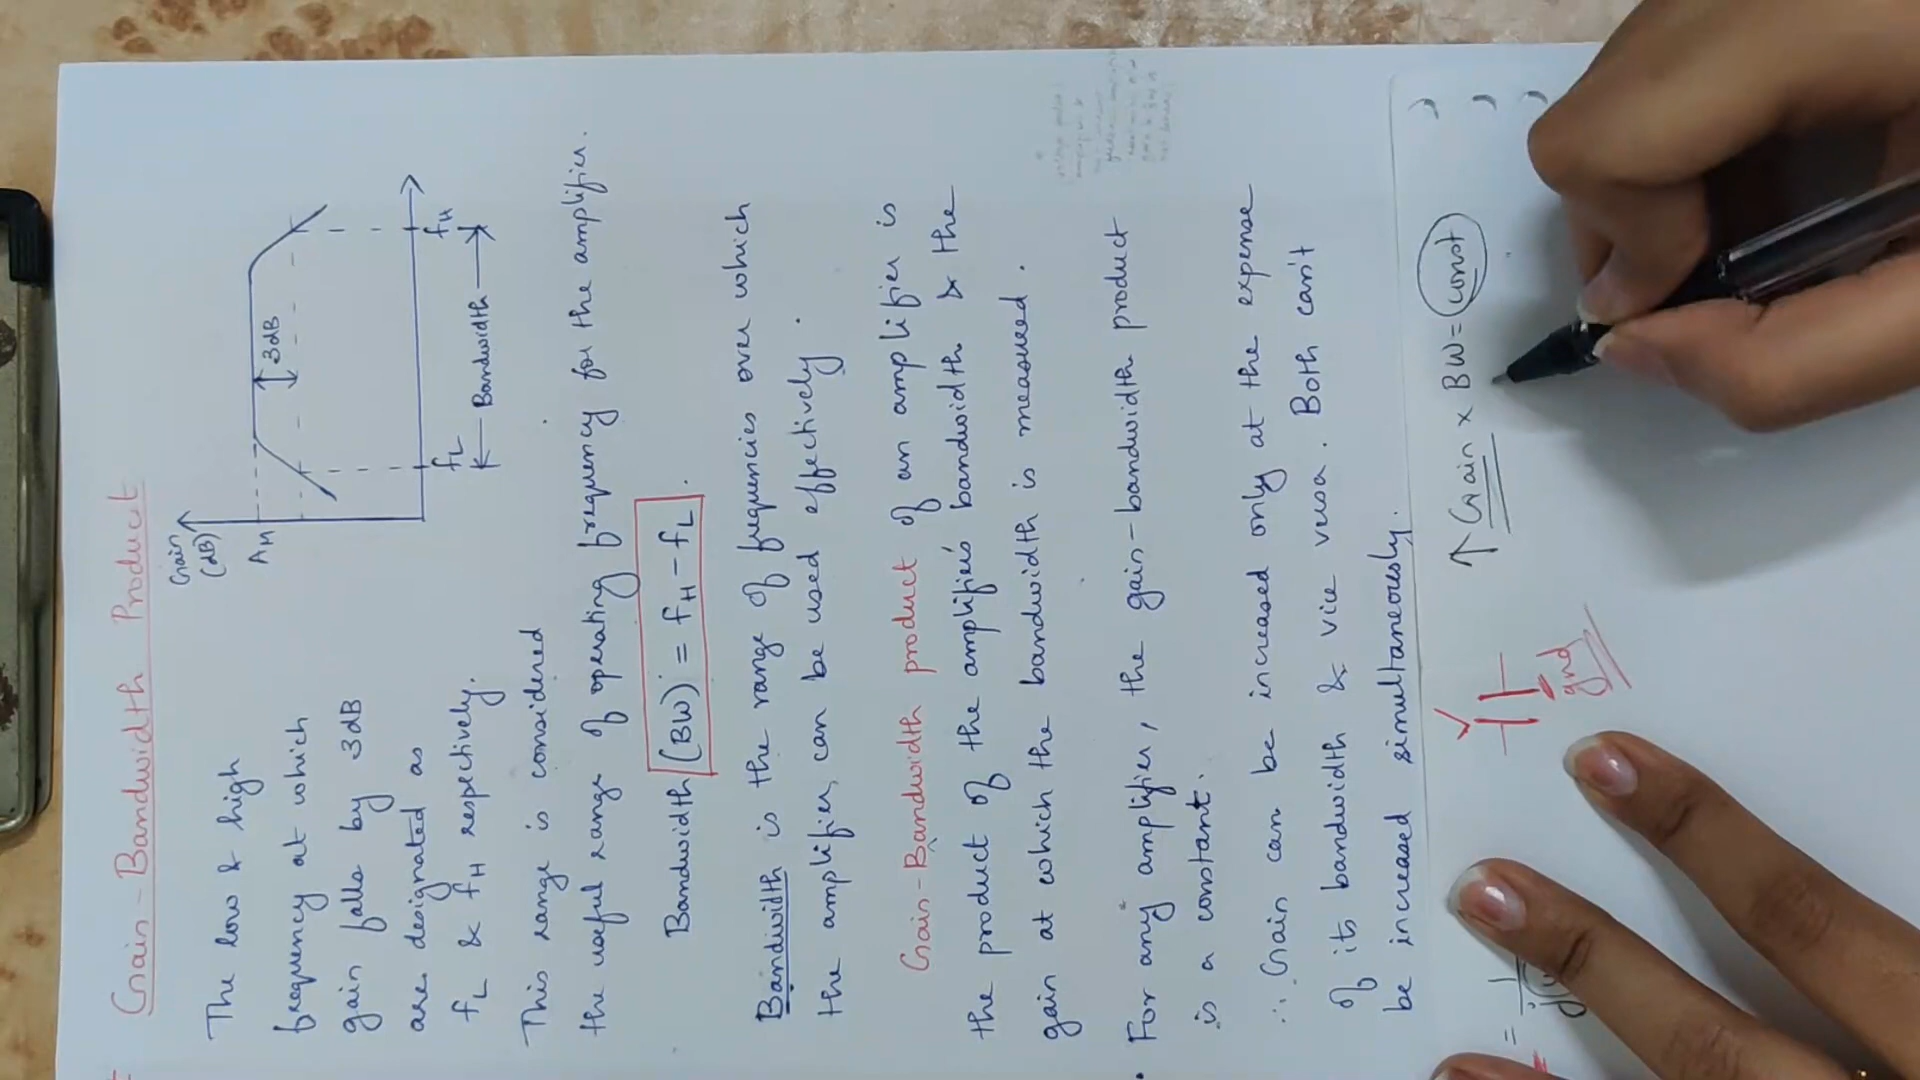 Gain-Bandwidth Product
The low & high
frequency at which
gain falls by 3dB
are designated as
fL & fH respectively.
Gain
(dB)
AM
3dB
fL
fH
Bandwidth
This range is considered
the useful range of operating frequency for the amplifier.
Bandwidth (BW) = fH - fL.
Bandwidth is the range of frequencies over which
the amplifier can be used effectively.
Gain-Bandwidth product of an amplifier is
the product of the amplifier's bandwidth & the
gain at which the bandwidth is measured.
• For any amplifier, the gain-bandwidth product
is a constant.
∴ Gain can be increased only at the expense
of its bandwidth & vice versa. Both can't
be increased simultaneously.
↑ Gain x BW = const
gnd
= 1